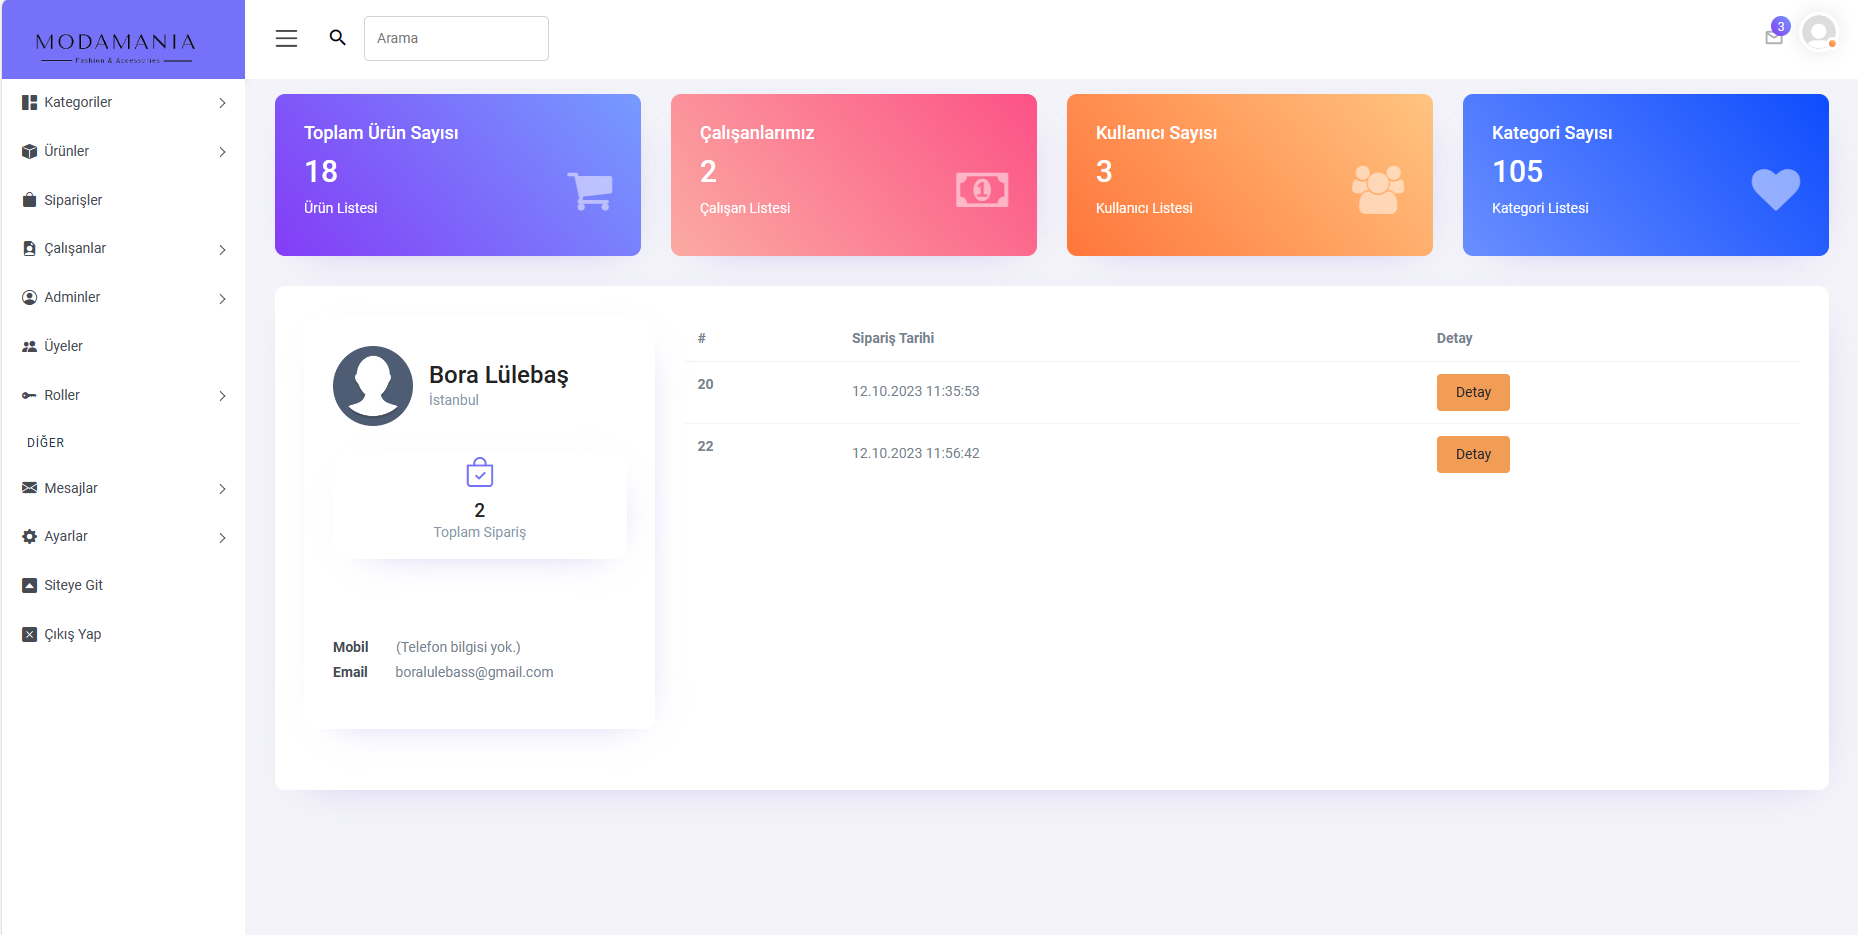 MODAMANIA
Fashion & Accessories
Arama
3
Kategoriler
Ürünler
Siparişler
Çalışanlar
Adminler
Üyeler
Roller
DİĞER
Mesajlar
Ayarlar
Siteye Git
Çıkış Yap
Toplam Ürün Sayısı
18
Ürün Listesi
Çalışanlarımız
2
Çalışan Listesi
1
Kullanıcı Sayısı
3
Kullanıcı Listesi
Kategori Sayısı
105
Kategori Listesi
Bora Lülebaş
İstanbul
2
Toplam Sipariş
Mobil (Telefon bilgisi yok.)
Email boralulebass@gmail.com
# Sipariş Tarihi Detay
20 12.10.2023 11:35:53 Detay
22 12.10.2023 11:56:42 Detay